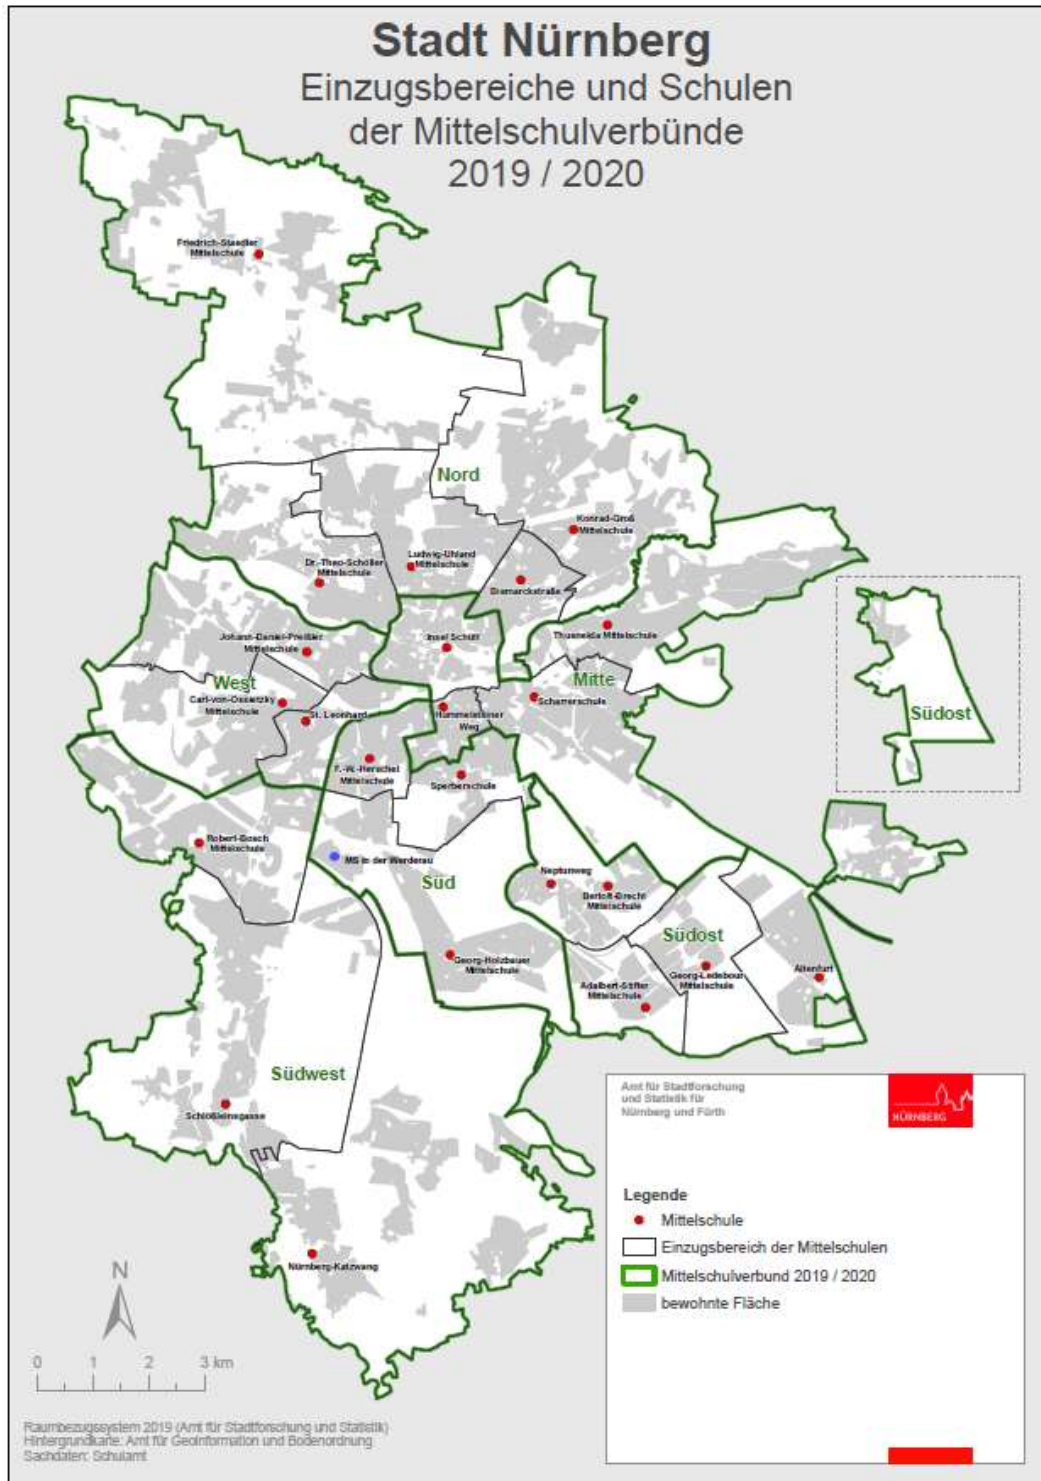 Stadt Nürnberg
Einzugsbereiche und Schulen
der Mittelschulverbünde
2019 / 2020
Friedrich-Staedler
Mittelschule
Nord
Konrad-Groß
Mittelschule
Ludwig-Uhland
Mittelschule
Dr.-Theo-Schöller
Mittelschule
Bismarckstraße
Johann-Daniel-Preißler
Mittelschule
Insel Schütt
Thusnelda Mittelschule
West
Mitte
Carl-von-Ossietzky
Mittelschule
Scharrerschule
St. Leonhard
Hummelsteiner
Weg
Südost
F.-W.-Herschel
Mittelschule
Sperberschule
Robert-Bosch
Mittelschule
MS in der Werderau
Süd
Neptunweg
Bertolt-Brecht
Mittelschule
Südost
Georg-Holzbauer
Mittelschule
Georg-Ledebour
Mittelschule
Altenfurt
Adalbert-Stifter
Mittelschule
Südwest
Schlößleinsgasse
Nürnberg-Katzwang
Amt für Stadtforschung
und Statistik für
Nürnberg und Fürth
NÜRNBERG
Legende
Mittelschule
Einzugsbereich der Mittelschulen
Mittelschulverbund 2019 / 2020
bewohnte Fläche
N
0 1 2 3 km
Raumbezugssystem 2019 (Amt für Stadtforschung und Statistik)
Hintergrundkarte: Amt für Geoinformation und Bodenordnung
Sachdaten: Schulamt